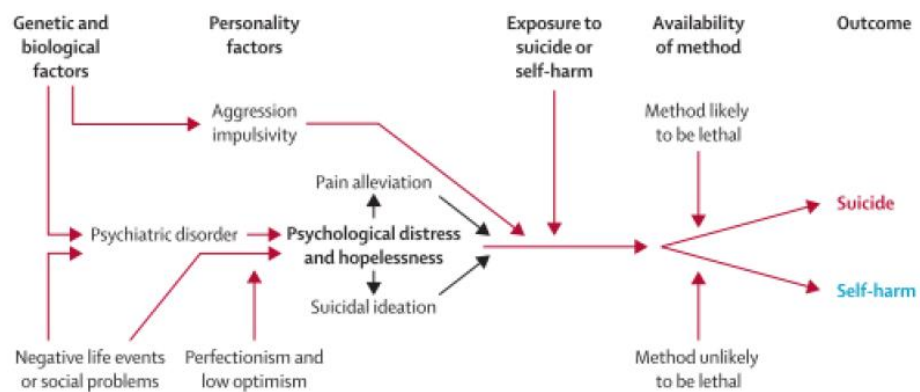 Genetic and
biological
factors
Personality
factors
Exposure to
suicide or
self-harm
Availability
of method
Outcome
Aggression
impulsivity
Method likely
to be lethal
Pain alleviation
Suicide
Psychiatric disorder
Psychological distress
and hopelessness
Self-harm
Suicidal ideation
Negative life events
or social problems
Perfectionism and
low optimism
Method unlikely
to be lethal